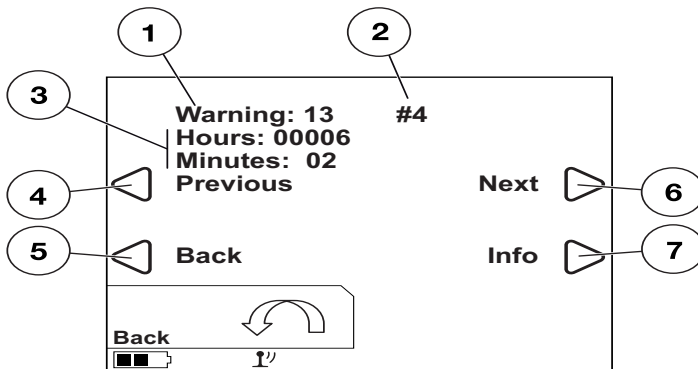 1
2
3
Warning: 13 #4
Hours: 00006
Minutes: 02
4
Previous Next
6
5
Back Info
7
Back